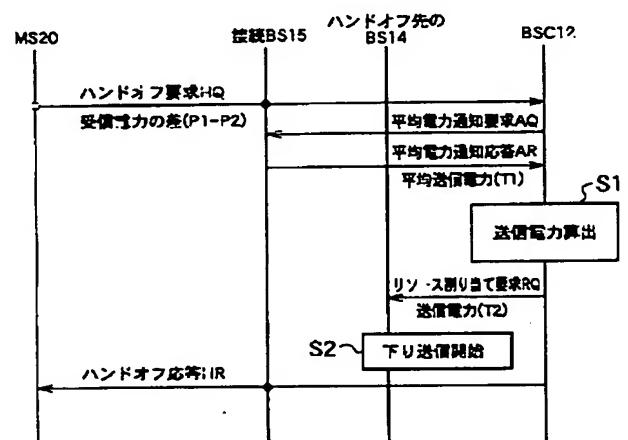 MS20
接続BS15
ハンドオフ先の
BS14
BSC12
ハンドオフ要求HQ
受信電力の差(P1-P2)
平均電力通知要求AQ
平均電力通知応答AR
平均送信電力(T1)
S1
送信電力算出
リソース割り当て要求RQ
送信電力(T2)
S2
下り送信開始
ハンドオフ応答HR